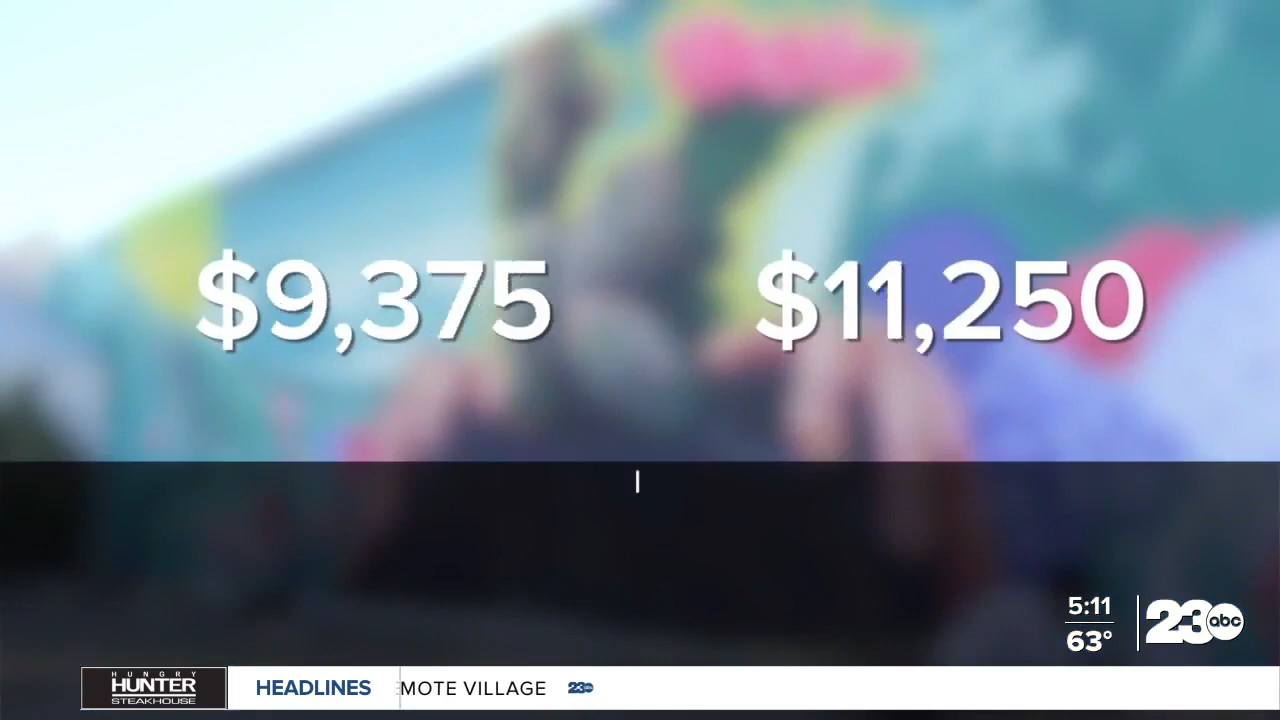 $9,375 $11,250
5:11
63°
23 abc
HUNGRY
HUNTER
STEAKHOUSE
HEADLINES
MOTE VILLAGE 23